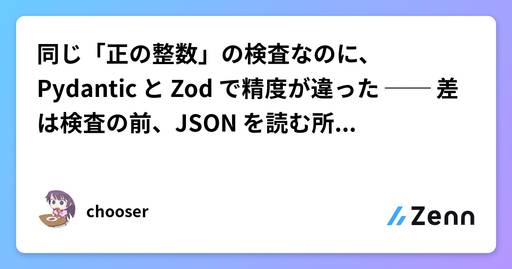 同じ「正の整数」の検査なのに、
Pydantic と Zod で精度が違った ── 差
は検査の前、JSON を読む所...
chooser
Zenn